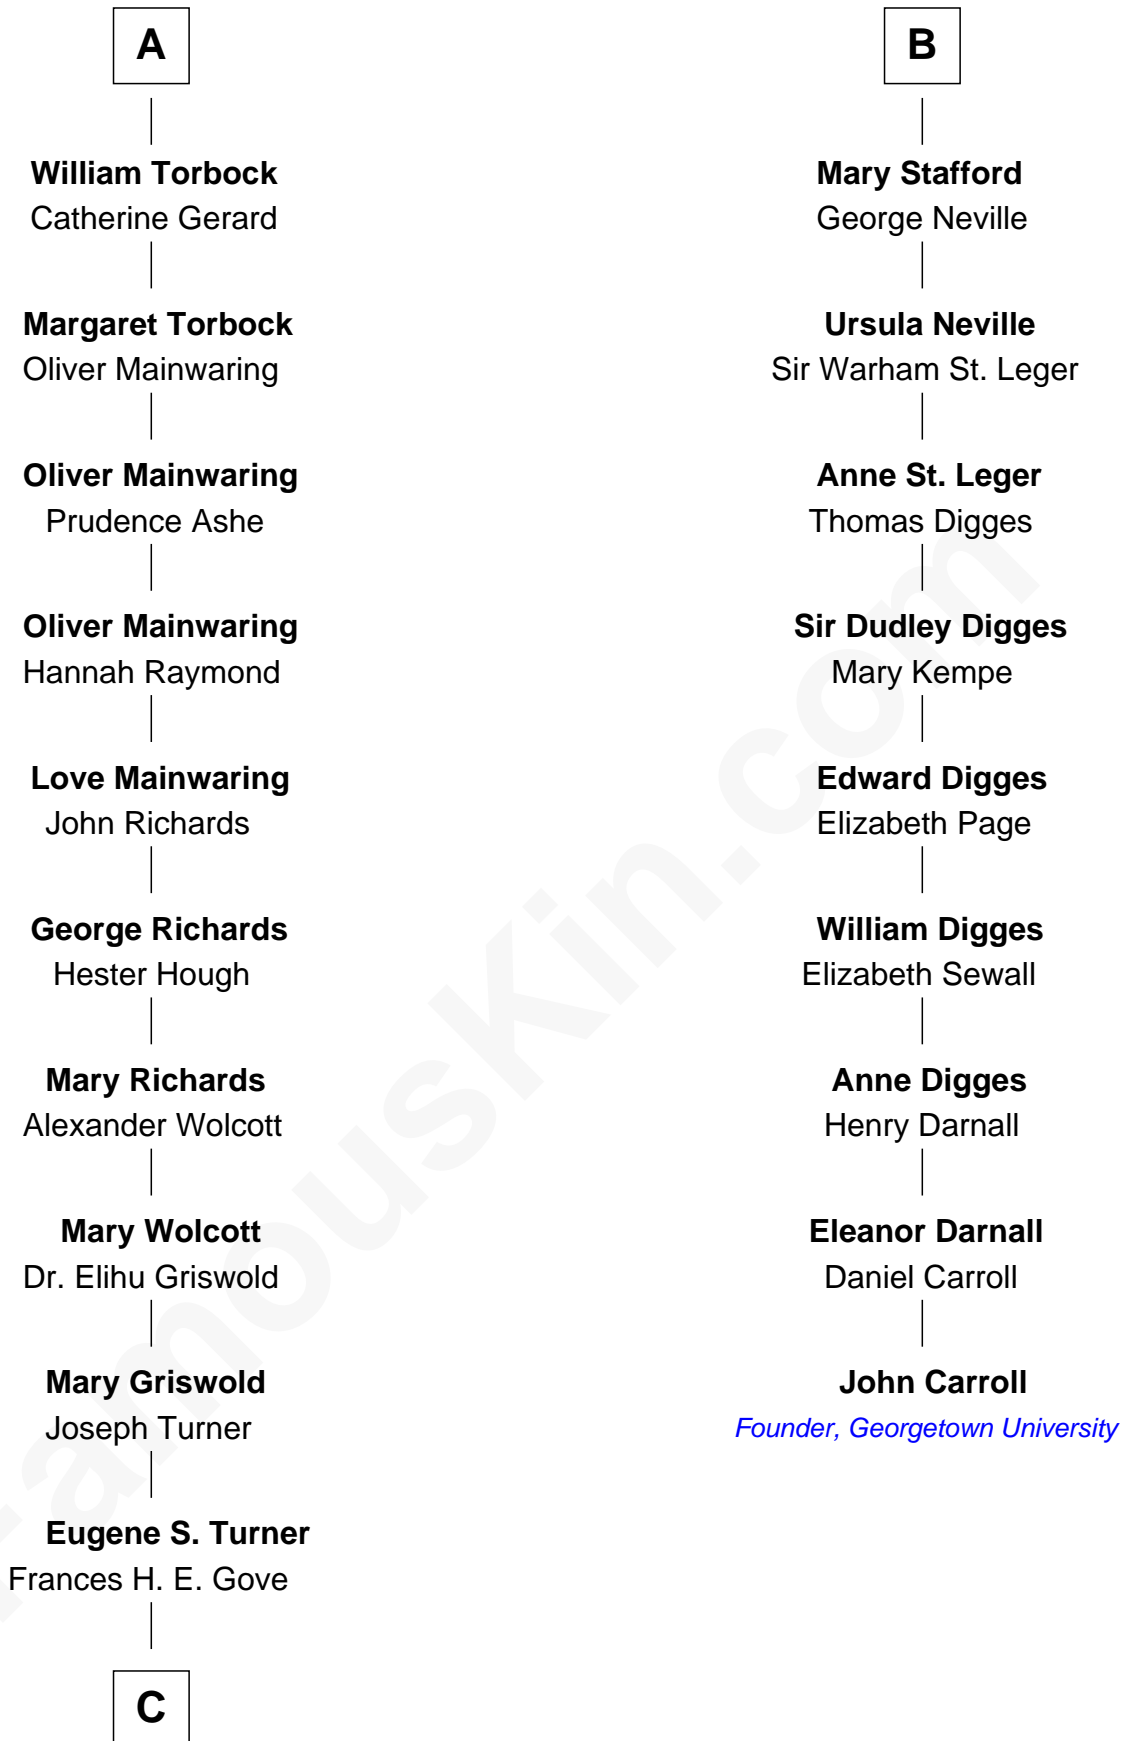 A
William Torbock
Catherine Gerard
Margaret Torbock
Oliver Mainwaring
Oliver Mainwaring
Prudence Ashe
Oliver Mainwaring
Hannah Raymond
Love Mainwaring
John Richards
George Richards
Hester Hough
Mary Richards
Alexander Wolcott
Mary Wolcott
Dr. Elihu Griswold
Mary Griswold
Joseph Turner
Eugene S. Turner
Frances H. E. Gove
C
B
Mary Stafford
George Neville
Ursula Neville
Sir Warham St. Leger
Anne St. Leger
Thomas Digges
Sir Dudley Digges
Mary Kempe
Edward Digges
Elizabeth Page
William Digges
Elizabeth Sewall
Anne Digges
Henry Darnall
Eleanor Darnall
Daniel Carroll
John Carroll
Founder, Georgetown University
FamousKin.com